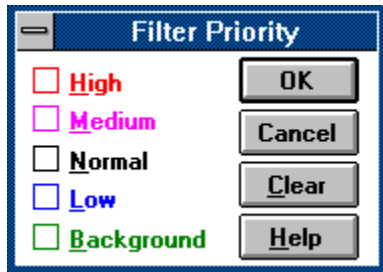 Filter Priority
High
Medium
Normal
Low
Background
OK
Cancel
Clear
Help